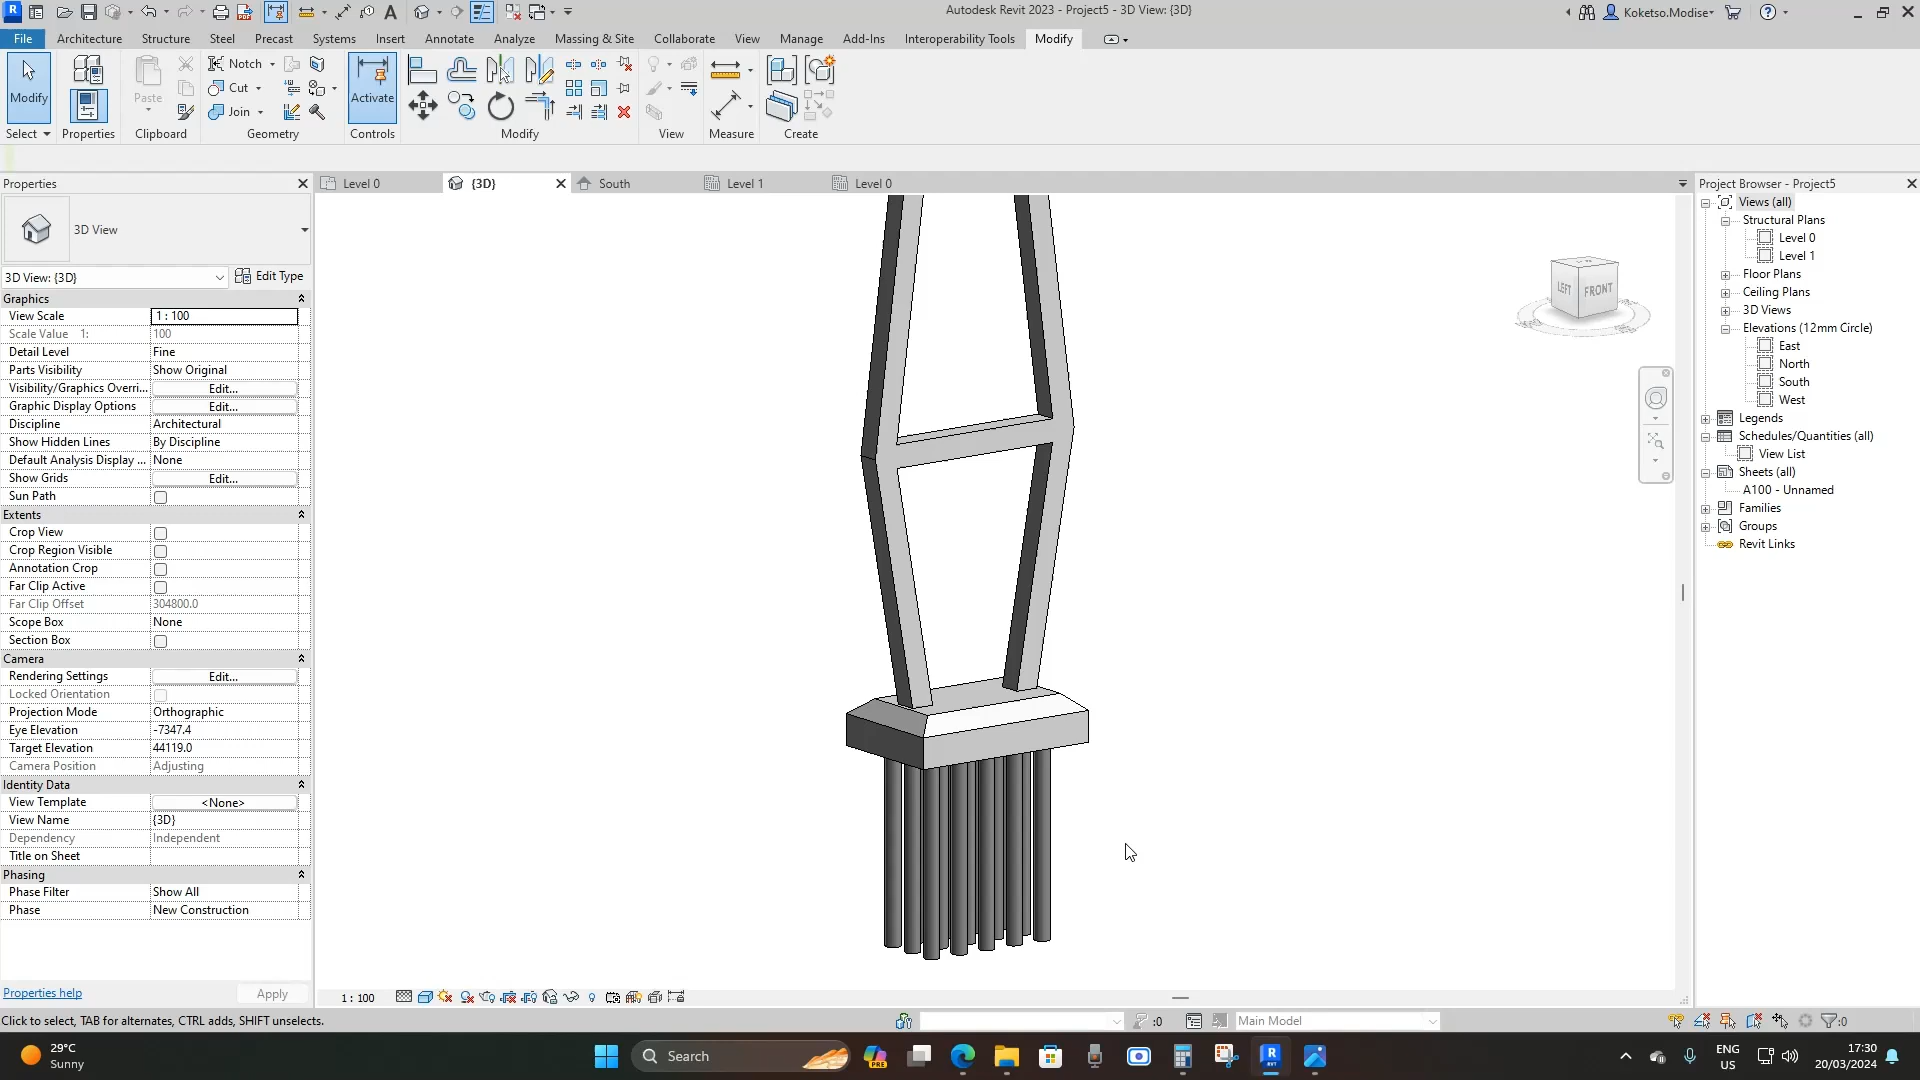 Autodesk Revit 2023 - Project5 - 3D View: {3D}
Koketso.Modise
File Architecture Structure Steel Precast Systems Insert Annotate Analyze Massing & Site Collaborate View Manage Add-Ins Interoperability Tools Modify
Modify
Paste
Notch
Cut
Join
Activate
Select Properties Clipboard Geometry Controls Modify View Measure Create
Properties
Level 0 {3D} South Level 1 Level 0
Project Browser - Project5
3D View
3D View: {3D} Edit Type
Graphics
View Scale 1 : 100
Scale Value 1: 100
Detail Level Fine
Parts Visibility Show Original
Visibility/Graphics Overri... Edit...
Graphic Display Options Edit...
Discipline Architectural
Show Hidden Lines By Discipline
Default Analysis Display ... None
Show Grids Edit...
Sun Path
Extents
Crop View
Crop Region Visible
Annotation Crop
Far Clip Active
Far Clip Offset 304800.0
Scope Box None
Section Box
Camera
Rendering Settings Edit...
Locked Orientation
Projection Mode Orthographic
Eye Elevation -7347.4
Target Elevation 44119.0
Camera Position Adjusting
Identity Data
View Template <None>
View Name {3D}
Dependency Independent
Title on Sheet
Phasing
Phase Filter Show All
Phase New Construction
Properties help Apply
LEFT FRONT
Views (all)
Structural Plans
Level 0
Level 1
Floor Plans
Ceiling Plans
3D Views
Elevations (12mm Circle)
East
North
South
West
Legends
Schedules/Quantities (all)
View List
Sheets (all)
A100 - Unnamed
Families
Groups
Revit Links
1 : 100
Click to select, TAB for alternates, CTRL adds, SHIFT unselects.
:0 Main Model :0
29°C
Sunny
Search
PRE
ENG
US
17:30
20/03/2024